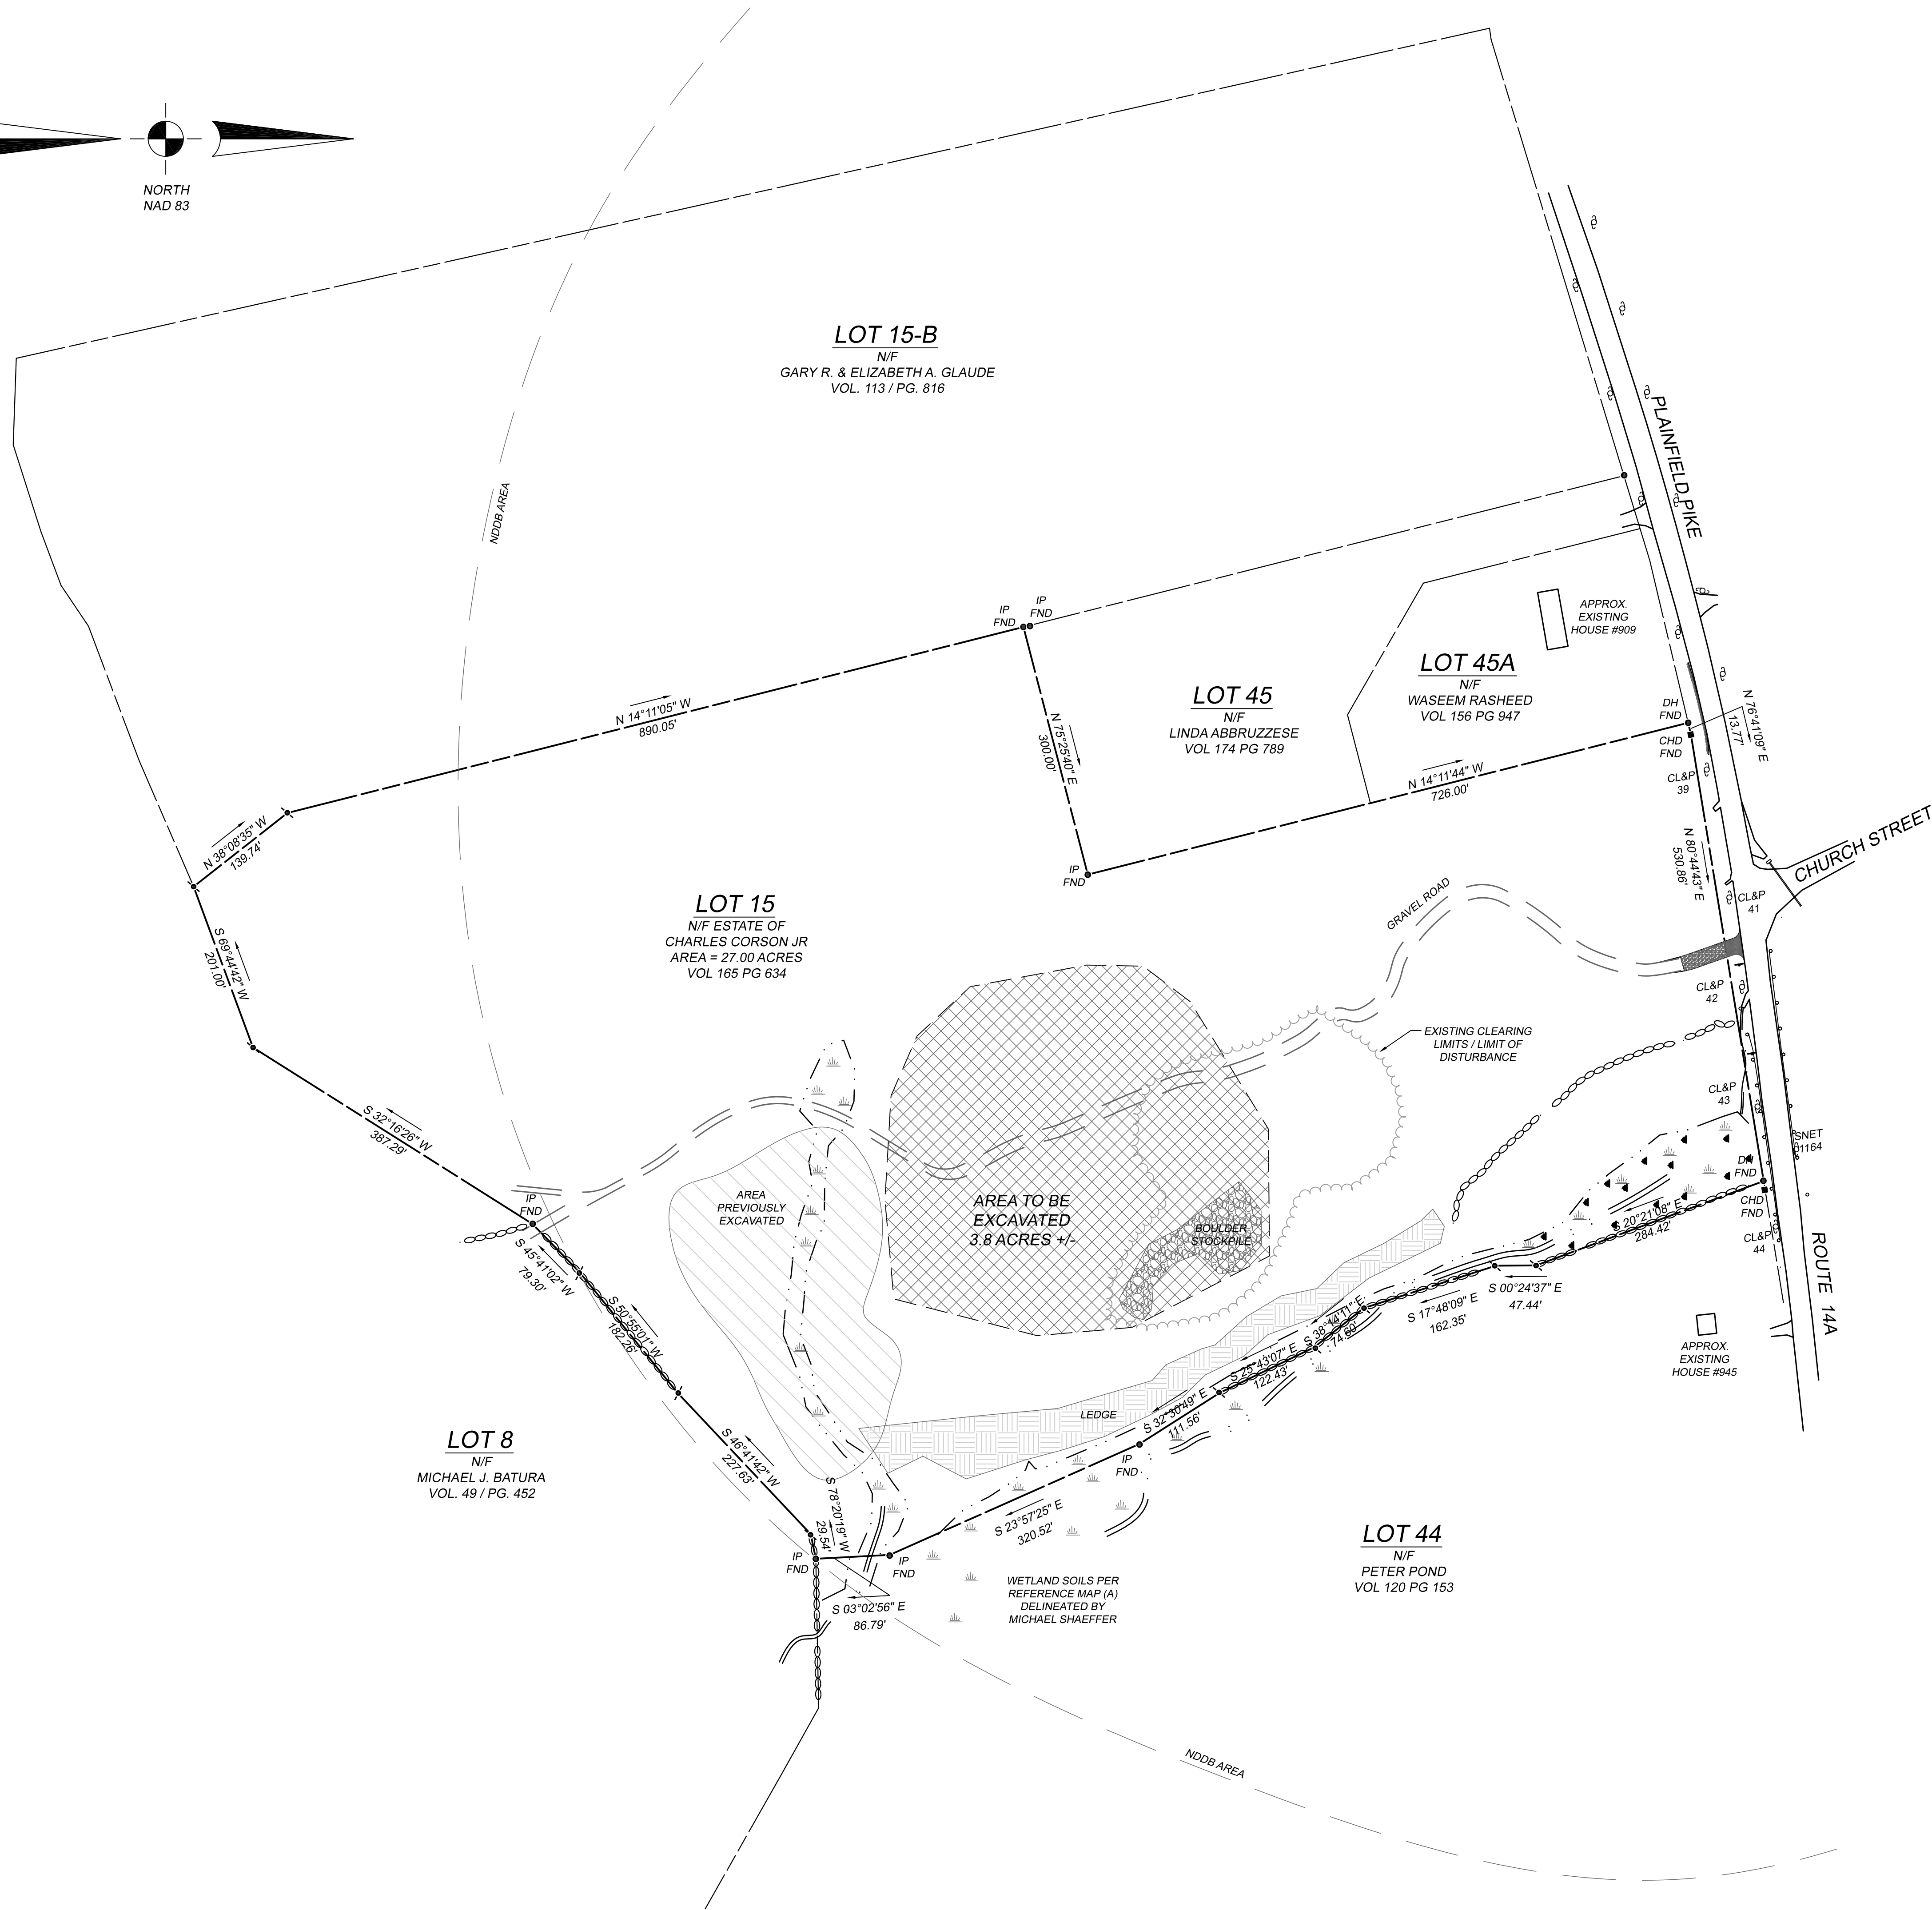 NORTH
NAD 83
LOT 15-B
N/F
GARY R. & ELIZABETH A. GLAUDE
VOL. 113 / PG. 816
PLAINFIELD PIKE
NDDB AREA
IP
FND
IP
FND
APPROX.
EXISTING
HOUSE #909
LOT 45A
N/F
WASEEM RASHEED
VOL 156 PG 947
LOT 45
N/F
LINDA ABBRUZZESE
VOL 174 PG 789
N 14°11'05" W
890.05'
N 75°25'40" E
300.00'
DH
FND
CHD
FND
N 76°41'09" E
13.77'
N 14°11'44" W
726.00'
CL&P
39
N 80°44'43" E
530.86'
CHURCH STREET
N 38°08'35" W
139.74'
IP
FND
GRAVEL ROAD
CL&P
41
LOT 15
N/F ESTATE OF
CHARLES CORSON JR
AREA = 27.00 ACRES
VOL 165 PG 634
S 69°44'42" W
201.00'
CL&P
42
EXISTING CLEARING
LIMITS / LIMIT OF
DISTURBANCE
CL&P
43
S 32°16'26" W
387.29'
SNET
01164
DH
FND
CHD
FND
AREA
PREVIOUSLY
EXCAVATED
AREA TO BE
EXCAVATED
3.8 ACRES +/-
BOULDER
STOCKPILE
IP
FND
S 20°21'08" E
284.42'
CL&P
44
ROUTE 14A
S 45°41'02" W
79.30'
S 00°24'37" E
47.44'
S 17°48'09" E
162.35'
S 38°14'11" E
74.60'
S 50°55'01" W
182.26'
APPROX.
EXISTING
HOUSE #945
S 25°43'07" E
122.43'
S 32°30'49" E
111.56'
LEDGE
LOT 8
N/F
MICHAEL J. BATURA
VOL. 49 / PG. 452
S 46°41'42" W
227.63'
IP
FND
S 78°20'19" W
29.54'
S 23°57'25" E
320.52'
IP
FND
IP
FND
LOT 44
N/F
PETER POND
VOL 120 PG 153
WETLAND SOILS PER
REFERENCE MAP (A)
DELINEATED BY
MICHAEL SHAEFFER
S 03°02'56" E
86.79'
NDDB AREA